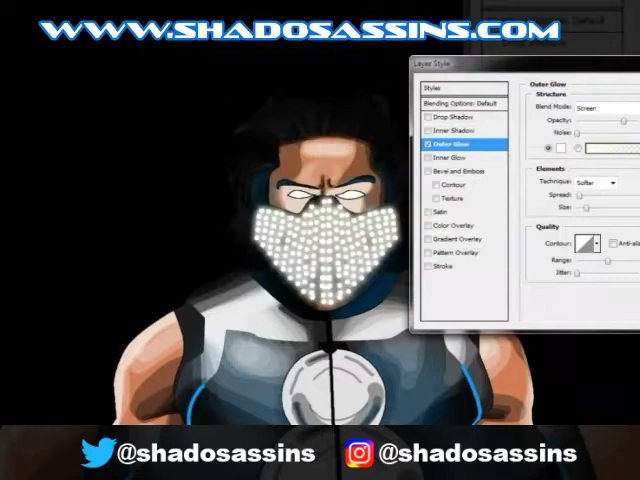 WWW.SHADOSASSINS.COM
Layer Style
Styles
Blending Options: Default
Drop Shadow
Inner Shadow
Outer Glow
Inner Glow
Bevel and Emboss
Contour
Texture
Satin
Color Overlay
Gradient Overlay
Pattern Overlay
Stroke
Outer Glow
Structure
Blend Mode: Screen
Opacity:
Noise:
Elements
Technique: Softer
Spread:
Size:
Quality
Contour: Anti-al
Range:
Jitter:
@shadosassins @shadosassins